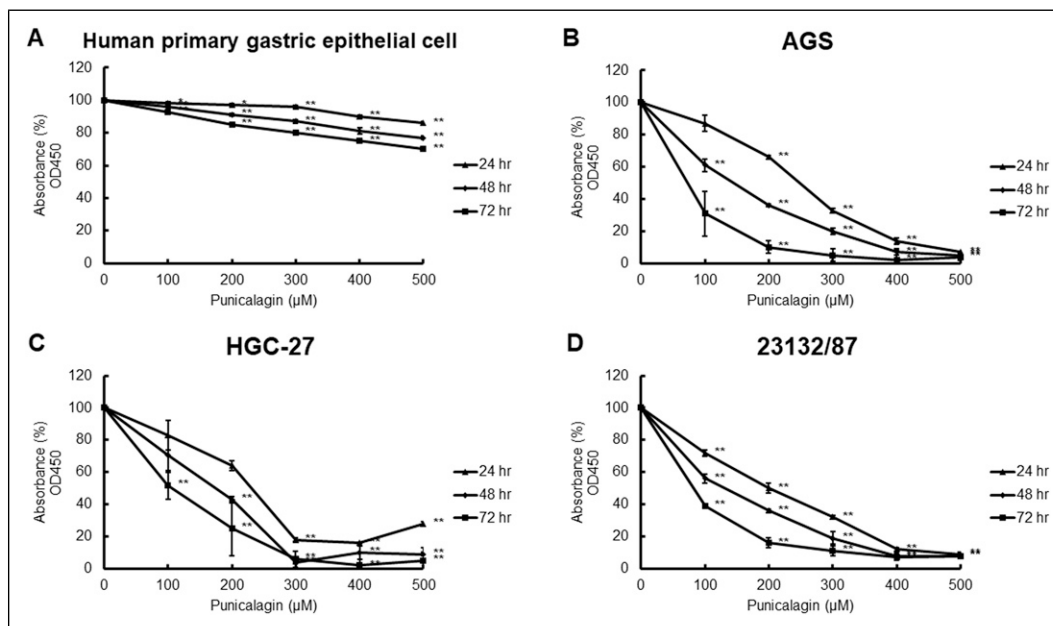 A Human primary gastric epithelial cell
120
100
80
60
40
20
0
Absorbance (%)
OD450
0 100 200 300 400 500
Punicalagin (µM)
* * ** ** **
** ** ** ** **
** ** ** **
24 hr
48 hr
72 hr
B AGS
120
100
80
60
40
20
0
Absorbance (%)
OD450
0 100 200 300 400 500
Punicalagin (µM)
** ** ** **
** ** ** ** **
** ** ** ** **
24 hr
48 hr
72 hr
C HGC-27
120
100
80
60
40
20
0
Absorbance (%)
OD450
0 100 200 300 400 500
Punicalagin (µM)
** ** **
** ** ** **
** ** ** ** **
24 hr
48 hr
72 hr
D 23132/87
120
100
80
60
40
20
0
Absorbance (%)
OD450
0 100 200 300 400 500
Punicalagin (µM)
** ** ** ** **
** ** ** ** **
** ** ** **
24 hr
48 hr
72 hr